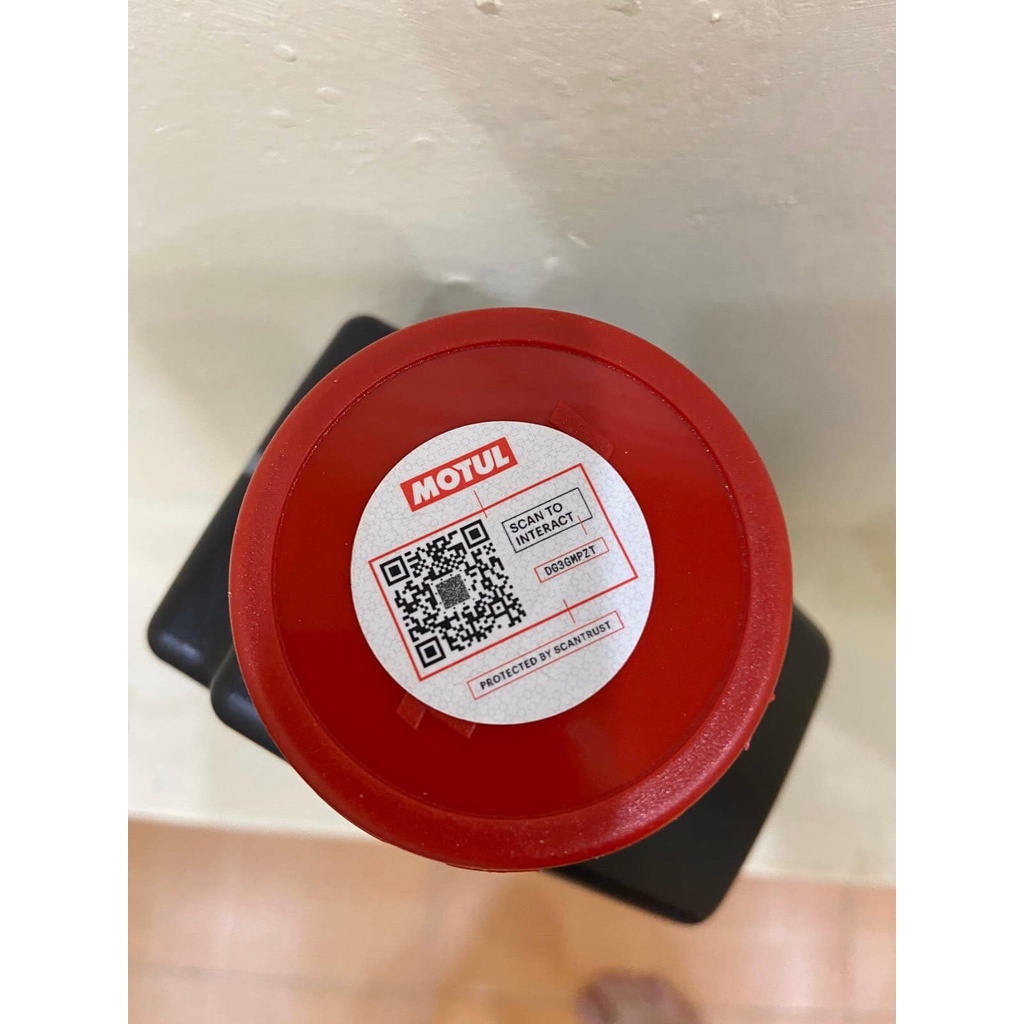 MOTUL
SCAN TO
INTERACT
DG3GMPZT
PROTECTED BY SCANTRUST